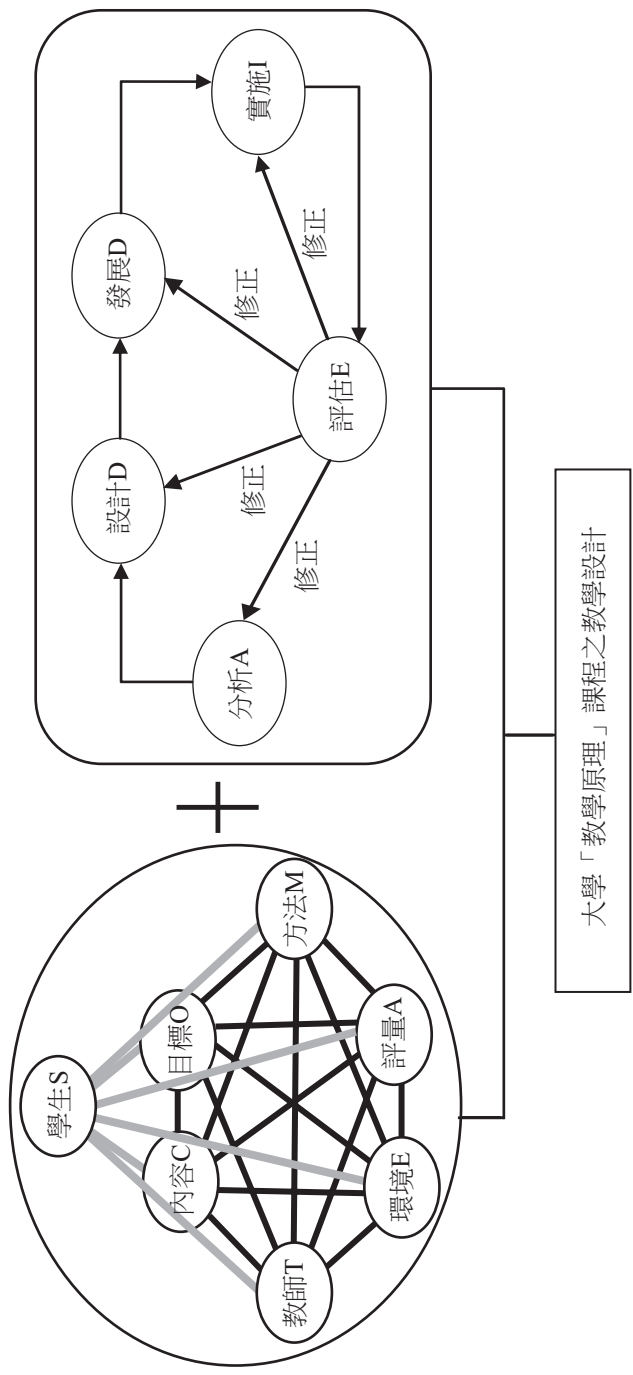 學生S
內容C
目標O
教師T
方法M
環境E
評量A
分析A
設計D
發展D
實施I
評估E
修正
修正
修正
修正
大學「教學原理」課程之教學設計